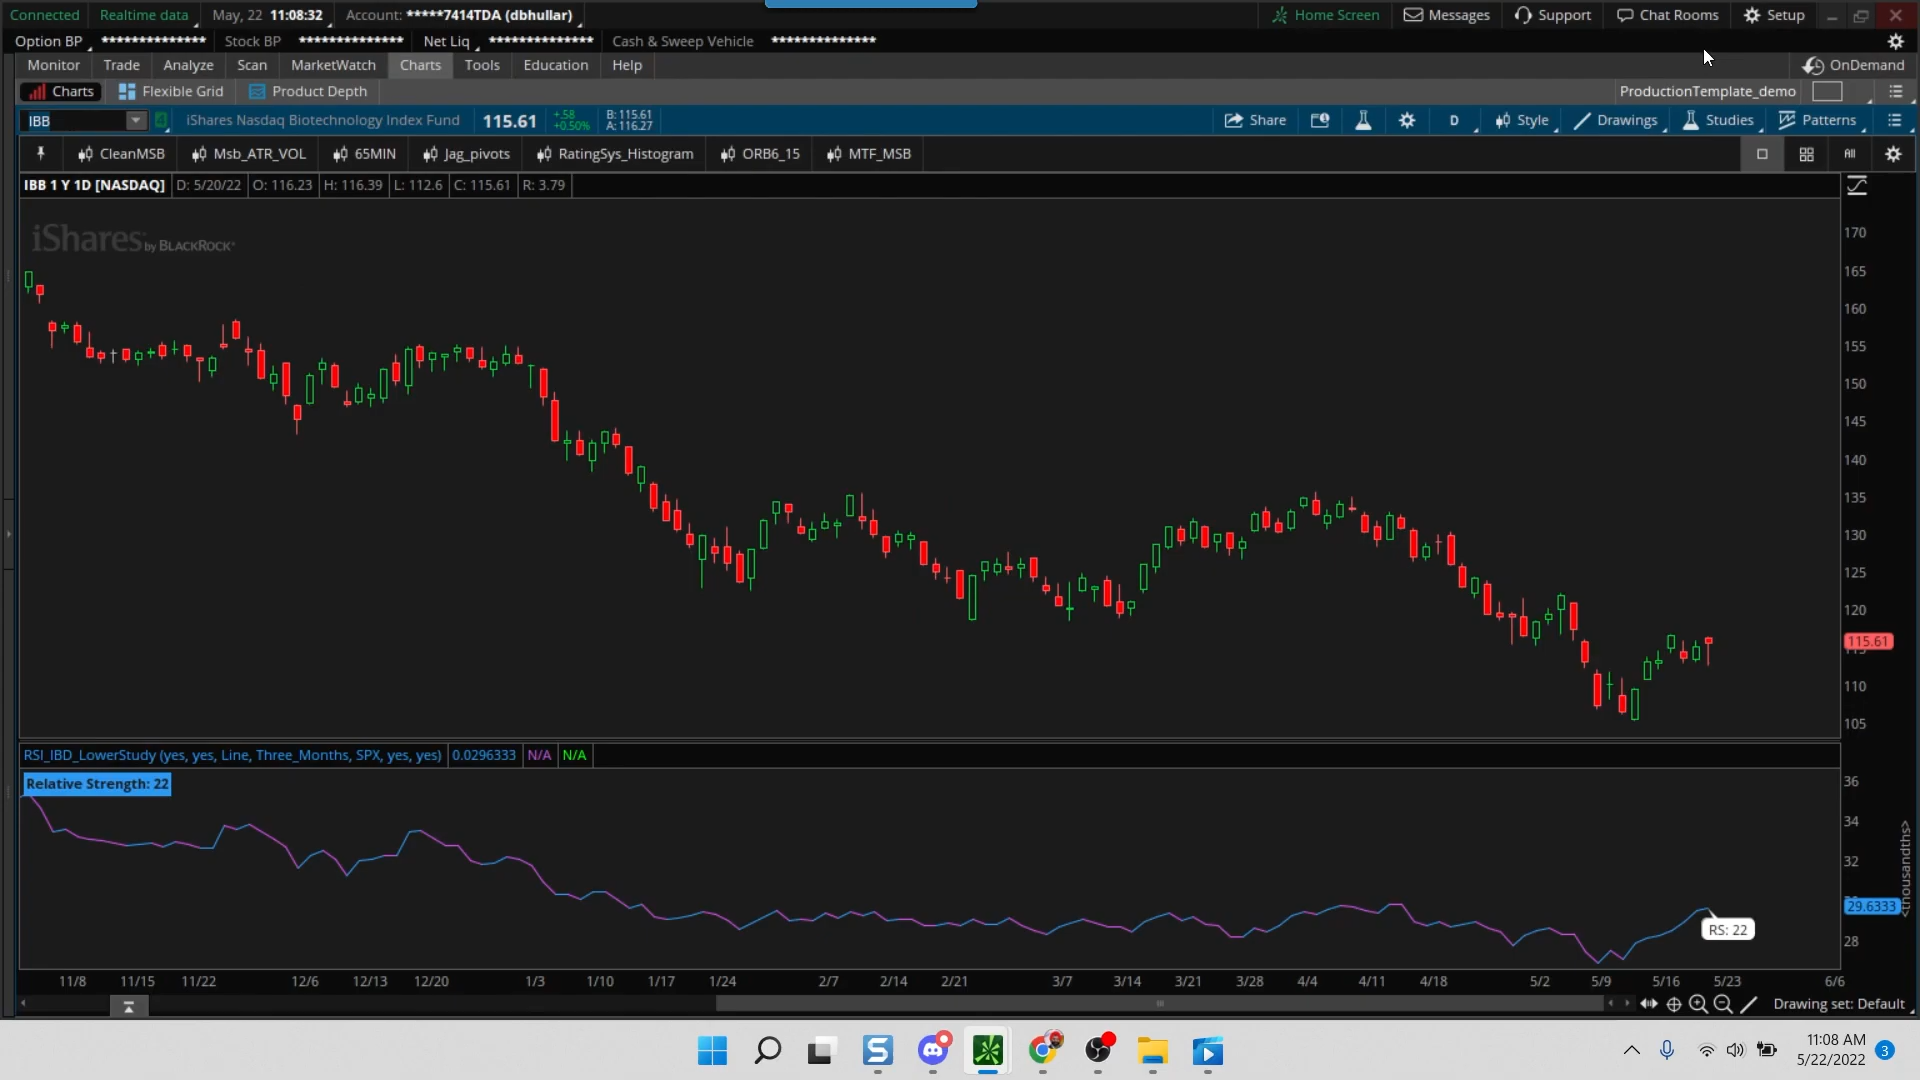 Connected Realtime data May, 22 11:08:32 Account: *****7414TDA (dbhullar) Home Screen Messages Support Chat Rooms Setup
Option BP ************** Stock BP ************** Net Liq ************** Cash & Sweep Vehicle **************
Monitor Trade Analyze Scan MarketWatch Charts Tools Education Help OnDemand
Charts Flexible Grid Product Depth ProductionTemplate_demo
IBB 4 iShares Nasdaq Biotechnology Index Fund 115.61 +.58 +0.50% B: 115.61 A: 116.27 Share D Style Drawings Studies Patterns
CleanMSB Msb_ATR_VOL 65MIN Jag_pivots RatingSys_Histogram ORB6_15 MTF_MSB All
IBB 1 Y 1D [NASDAQ] D: 5/20/22 O: 116.23 H: 116.39 L: 112.6 C: 115.61 R: 3.79
iShares by BLACKROCK®
170
165
160
155
150
145
140
135
130
125
120
115.61
110
105
RSI_IBD_LowerStudy (yes, yes, Line, Three_Months, SPX, yes, yes) 0.0296333 N/A N/A
Relative Strength: 22
36
34
32
29.6333
28
<thousandths>
RS: 22
11/8 11/15 11/22 12/6 12/13 12/20 1/3 1/10 1/17 1/24 2/7 2/14 2/21 3/7 3/14 3/21 3/28 4/4 4/11 4/18 5/2 5/9 5/16 5/23 6/6
Drawing set: Default
11:08 AM
5/22/2022
3